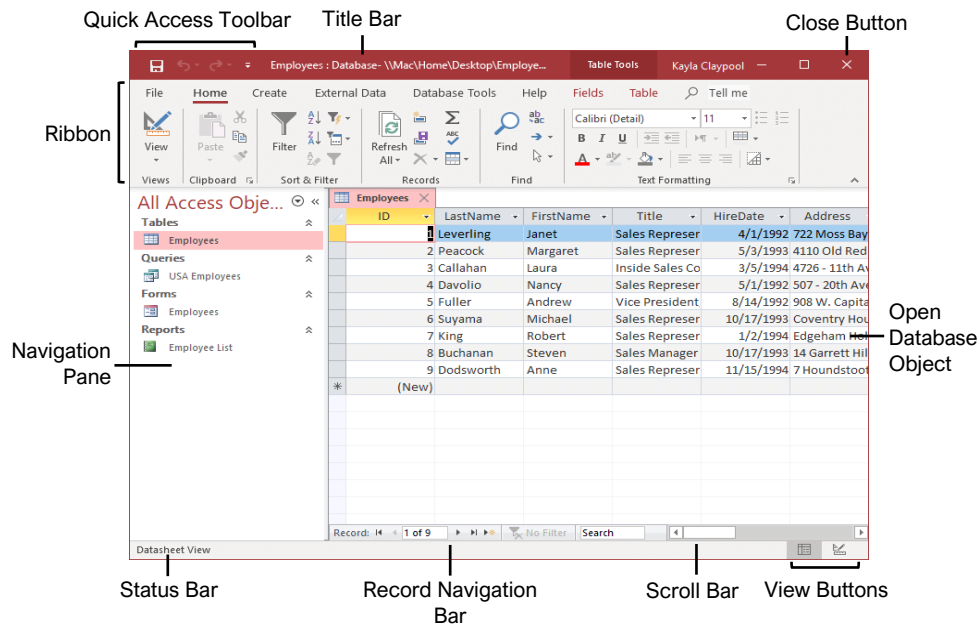 Quick Access Toolbar
Title Bar
Close Button
Employees : Database- \\Mac\Home\Desktop\Employe...
Table Tools
Kayla Claypool
File Home Create External Data Database Tools Help Fields Table Tell me
Ribbon
View
Paste
Filter
Refresh All
Find
ab
ac
ABC
Calibri (Detail)
11
B I U
A
ab
Views
Clipboard
Sort & Filter
Records
Find
Text Formatting
All Access Obje...
Tables
Employees
Queries
USA Employees
Forms
Employees
Reports
Employee List
Employees
ID LastName FirstName Title HireDate Address
1 Leverling Janet Sales Represer 4/1/1992 722 Moss Bay
2 Peacock Margaret Sales Represer 5/3/1993 4110 Old Red
3 Callahan Laura Inside Sales Co 3/5/1994 4726 - 11th Av
4 Davolio Nancy Sales Represer 5/1/1992 507 - 20th Ave
5 Fuller Andrew Vice President 8/14/1992 908 W. Capita
6 Suyama Michael Sales Represer 10/17/1993 Coventry Hou
7 King Robert Sales Represer 1/2/1994 Edgeham Hol
8 Buchanan Steven Sales Manager 10/17/1993 14 Garrett Hil
9 Dodsworth Anne Sales Represer 11/15/1994 7 Houndstoot
* (New)
Navigation
Pane
Open
Database
Object
Record: 1 of 9 No Filter Search
Datasheet View
Status Bar
Record Navigation
Bar
Scroll Bar
View Buttons